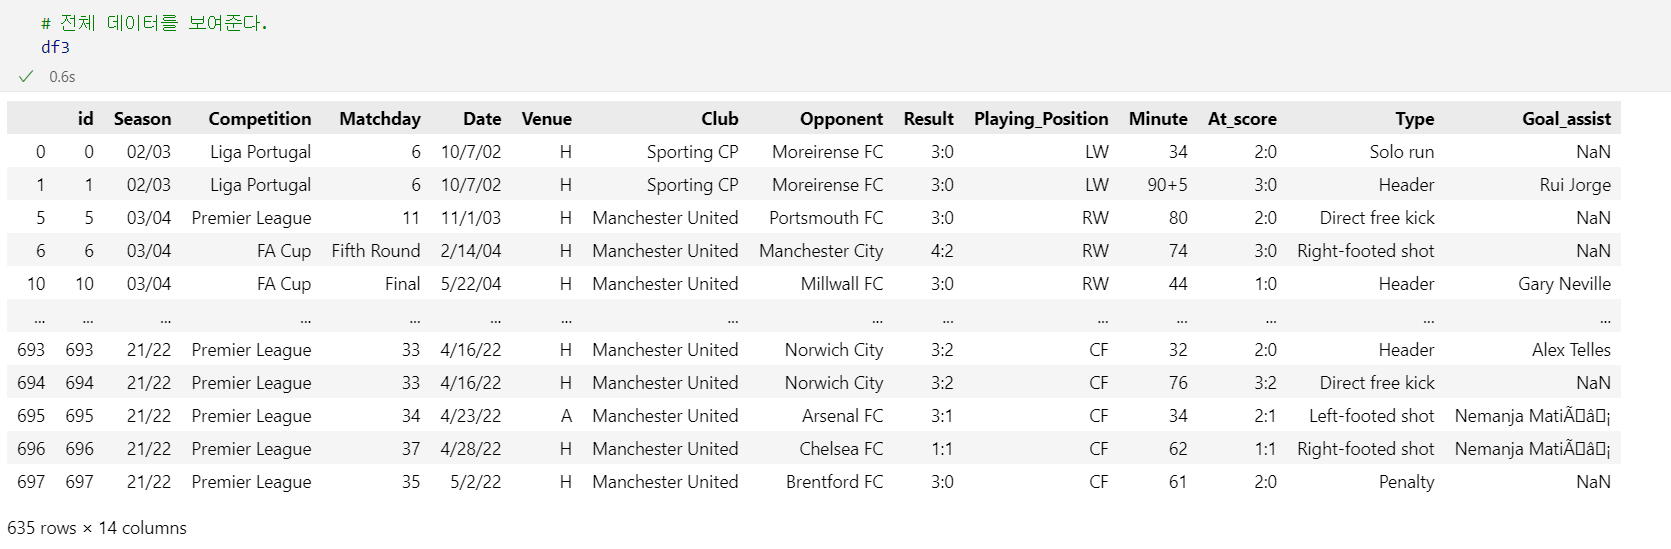 # 전체 데이터를 보여준다.
df3
✓ 0.6s
id Season Competition Matchday Date Venue Club Opponent Result Playing_Position Minute At_score Type Goal_assist
0 0 02/03 Liga Portugal 6 10/7/02 H Sporting CP Moreirense FC 3:0 LW 34 2:0 Solo run NaN
1 1 02/03 Liga Portugal 6 10/7/02 H Sporting CP Moreirense FC 3:0 LW 90+5 3:0 Header Rui Jorge
5 5 03/04 Premier League 11 11/1/03 H Manchester United Portsmouth FC 3:0 RW 80 2:0 Direct free kick NaN
6 6 03/04 FA Cup Fifth Round 2/14/04 H Manchester United Manchester City 4:2 RW 74 3:0 Right-footed shot NaN
10 10 03/04 FA Cup Final 5/22/04 H Manchester United Millwall FC 3:0 RW 44 1:0 Header Gary Neville
... ... ... ... ... ... ... ... ... ... ... ... ... ... ...
693 693 21/22 Premier League 33 4/16/22 H Manchester United Norwich City 3:2 CF 32 2:0 Header Alex Telles
694 694 21/22 Premier League 33 4/16/22 H Manchester United Norwich City 3:2 CF 76 3:2 Direct free kick NaN
695 695 21/22 Premier League 34 4/23/22 A Manchester United Arsenal FC 3:1 CF 34 2:1 Left-footed shot Nemanja MatiÃ▯â▯¡
696 696 21/22 Premier League 37 4/28/22 H Manchester United Chelsea FC 1:1 CF 62 1:1 Right-footed shot Nemanja MatiÃ▯â▯¡
697 697 21/22 Premier League 35 5/2/22 H Manchester United Brentford FC 3:0 CF 61 2:0 Penalty NaN
635 rows × 14 columns